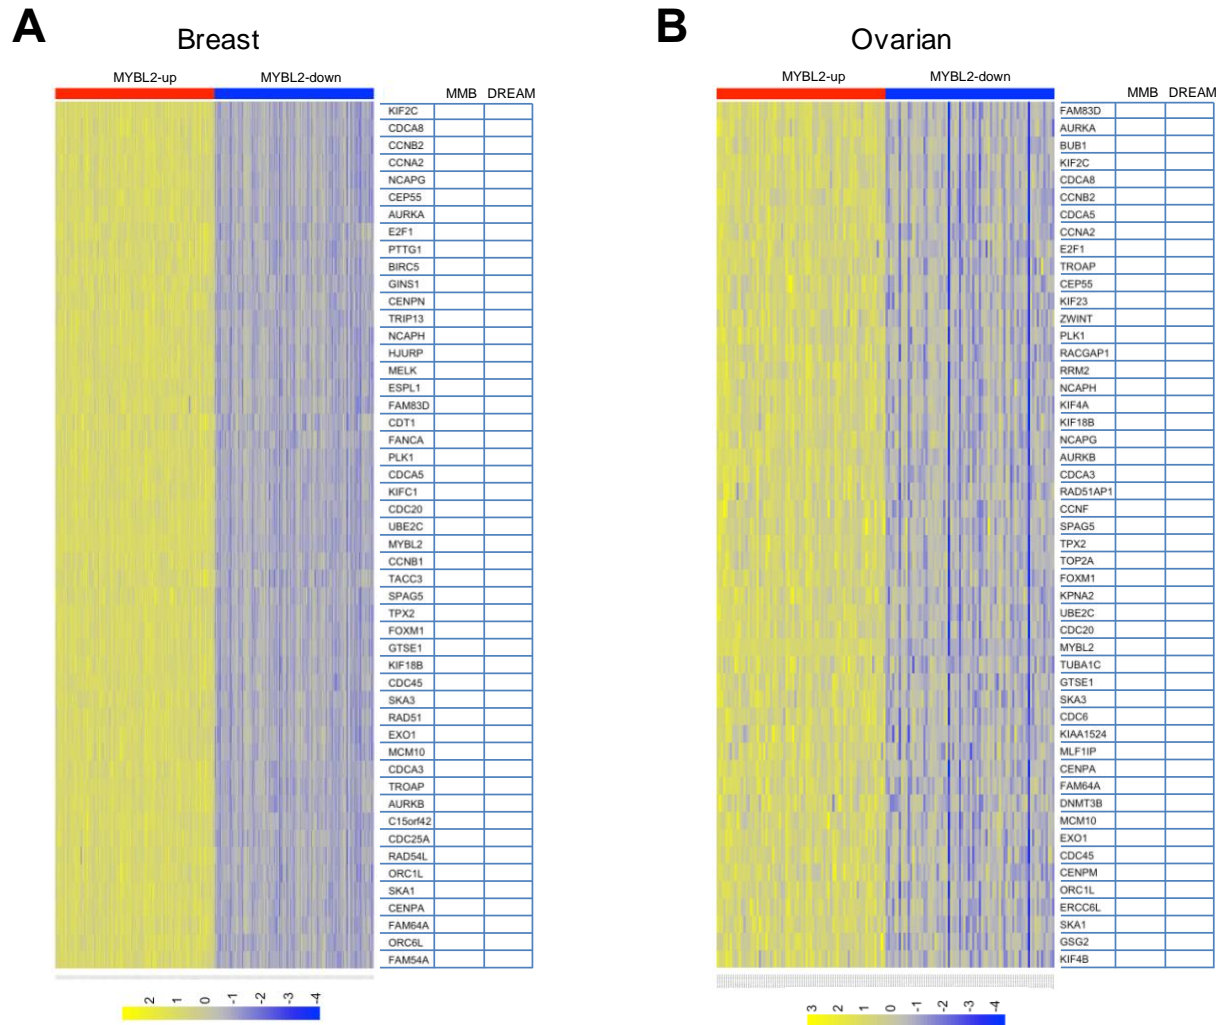 A
Breast
MYBL2-up MYBL2-down
MMB DREAM
KIF2C
CDCA8
CCNB2
CCNA2
NCAPG
CEP55
AURKA
E2F1
PTTG1
BIRC5
GINS1
CENPN
TRIP13
NCAPH
HJURP
MELK
ESPL1
FAM83D
CDT1
FANCA
PLK1
CDCA5
KIFC1
CDC20
UBE2C
MYBL2
CCNB1
TACC3
SPAG5
TPX2
FOXM1
GTSE1
KIF18B
CDC45
SKA3
RAD51
EXO1
MCM10
CDCA3
TROAP
AURKB
C15orf42
CDC25A
RAD54L
ORC1L
SKA1
CENPA
FAM64A
ORC6L
FAM54A
2 1 0 -1 -2 -3 -4
B
Ovarian
MYBL2-up MYBL2-down
MMB DREAM
FAM83D
AURKA
BUB1
KIF2C
CDCA8
CCNB2
CDCA5
CCNA2
E2F1
TROAP
CEP55
KIF23
ZWINT
PLK1
RACGAP1
RRM2
NCAPH
KIF4A
KIF18B
NCAPG
AURKB
CDCA3
RAD51AP1
CCNF
SPAG5
TPX2
TOP2A
FOXM1
KPNA2
UBE2C
CDC20
MYBL2
TUBA1C
GTSE1
SKA3
CDC6
KIAA1524
MLF1IP
CENPA
FAM64A
DNMT3B
MCM10
EXO1
CDC45
CENPM
ORC1L
ERCC6L
SKA1
GSG2
KIF4B
3 2 1 0 -1 -2 -3 -4